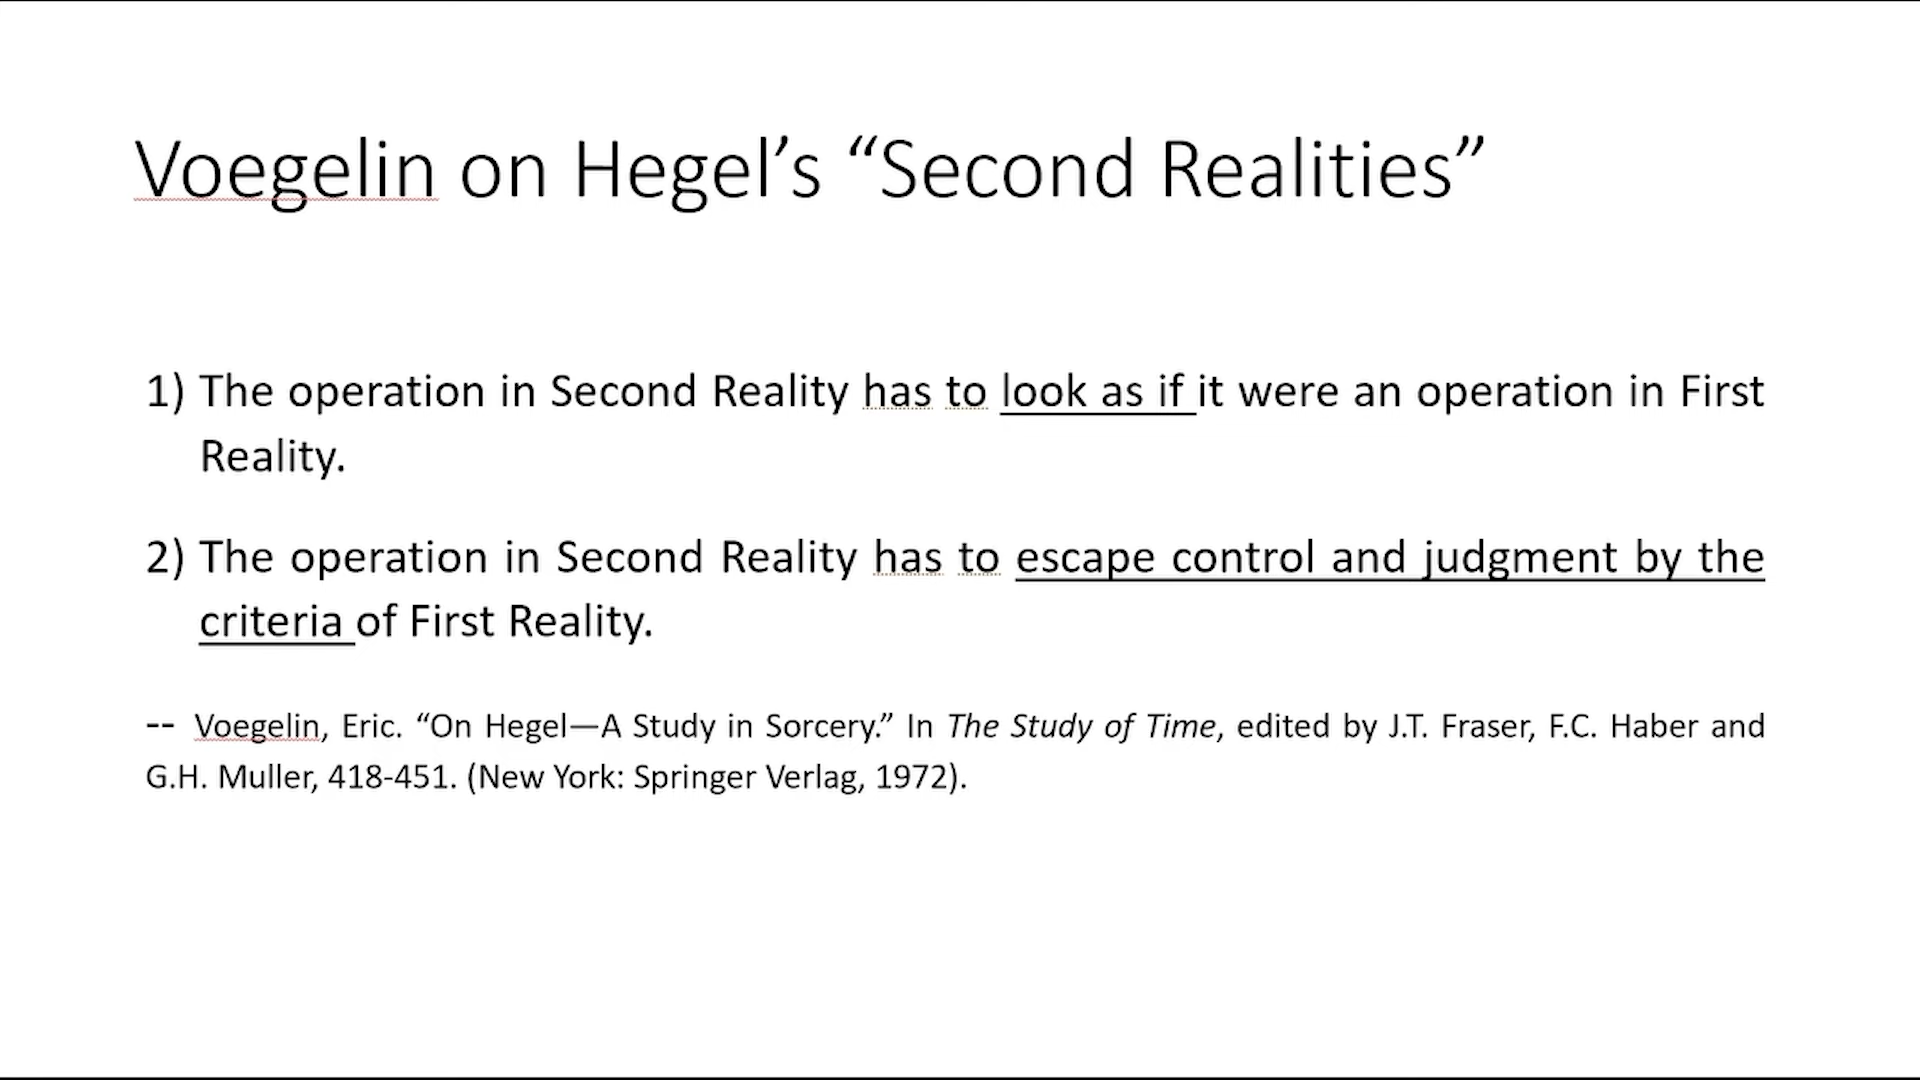 Voegelin on Hegel’s “Second Realities”
1) The operation in Second Reality has to look as if it were an operation in First
Reality.
2) The operation in Second Reality has to escape control and judgment by the
criteria of First Reality.
-- Voegelin, Eric. “On Hegel—A Study in Sorcery.” In The Study of Time, edited by J.T. Fraser, F.C. Haber and
G.H. Muller, 418-451. (New York: Springer Verlag, 1972).